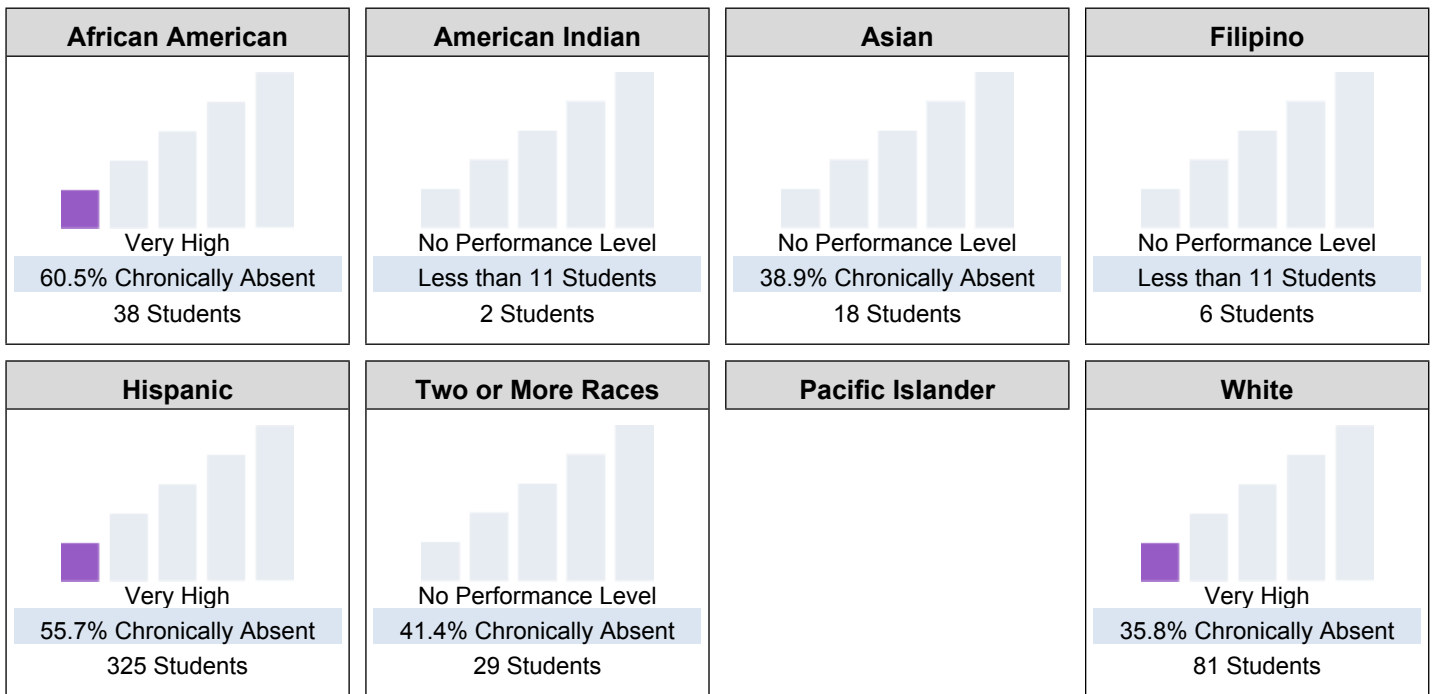 African American
Very High
60.5% Chronically Absent
38 Students
American Indian
No Performance Level
Less than 11 Students
2 Students
Asian
No Performance Level
38.9% Chronically Absent
18 Students
Filipino
No Performance Level
Less than 11 Students
6 Students
Hispanic
Very High
55.7% Chronically Absent
325 Students
Two or More Races
No Performance Level
41.4% Chronically Absent
29 Students
Pacific Islander
White
Very High
35.8% Chronically Absent
81 Students